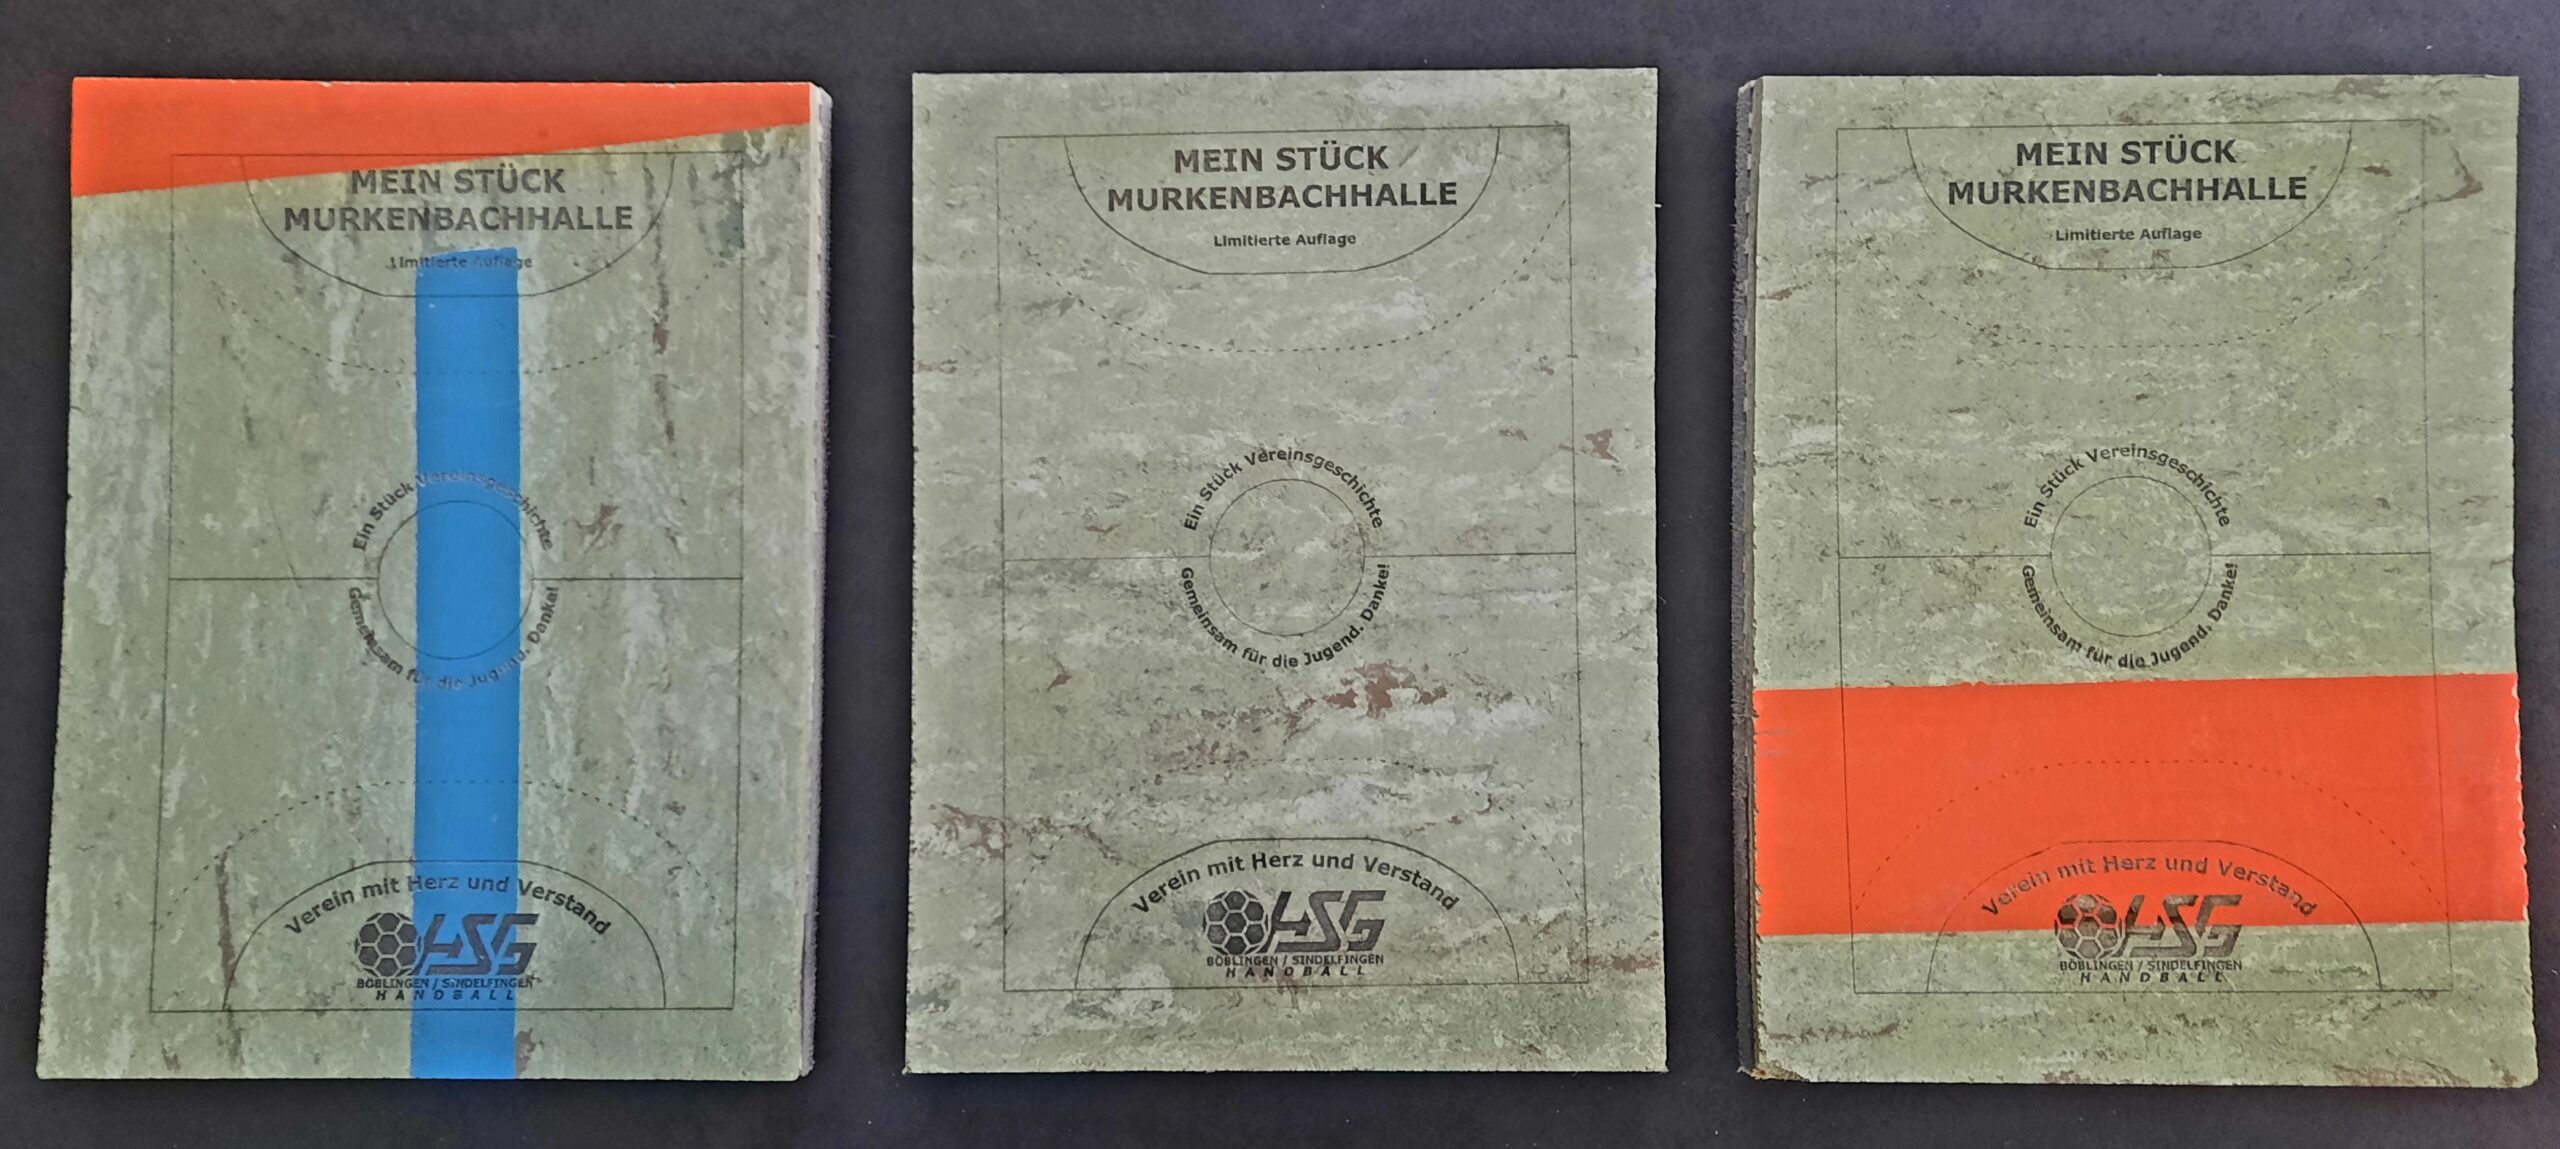 MEIN STÜCK
MURKENBACHHALLE
Limitierte Auflage
Ein Stück Vereinsgeschichte
Gemeinsam für die Jugend. Danke!
Verein mit Herz und Verstand
HSG
BÖBLINGEN / SINDELFINGEN
HANDBALL
MEIN STÜCK
MURKENBACHHALLE
Limitierte Auflage
Ein Stück Vereinsgeschichte
Gemeinsam für die Jugend. Danke!
Verein mit Herz und Verstand
HSG
BÖBLINGEN / SINDELFINGEN
HANDBALL
MEIN STÜCK
MURKENBACHHALLE
Limitierte Auflage
Ein Stück Vereinsgeschichte
Gemeinsam für die Jugend. Danke!
Verein mit Herz und Verstand
HSG
BÖBLINGEN / SINDELFINGEN
HANDBALL